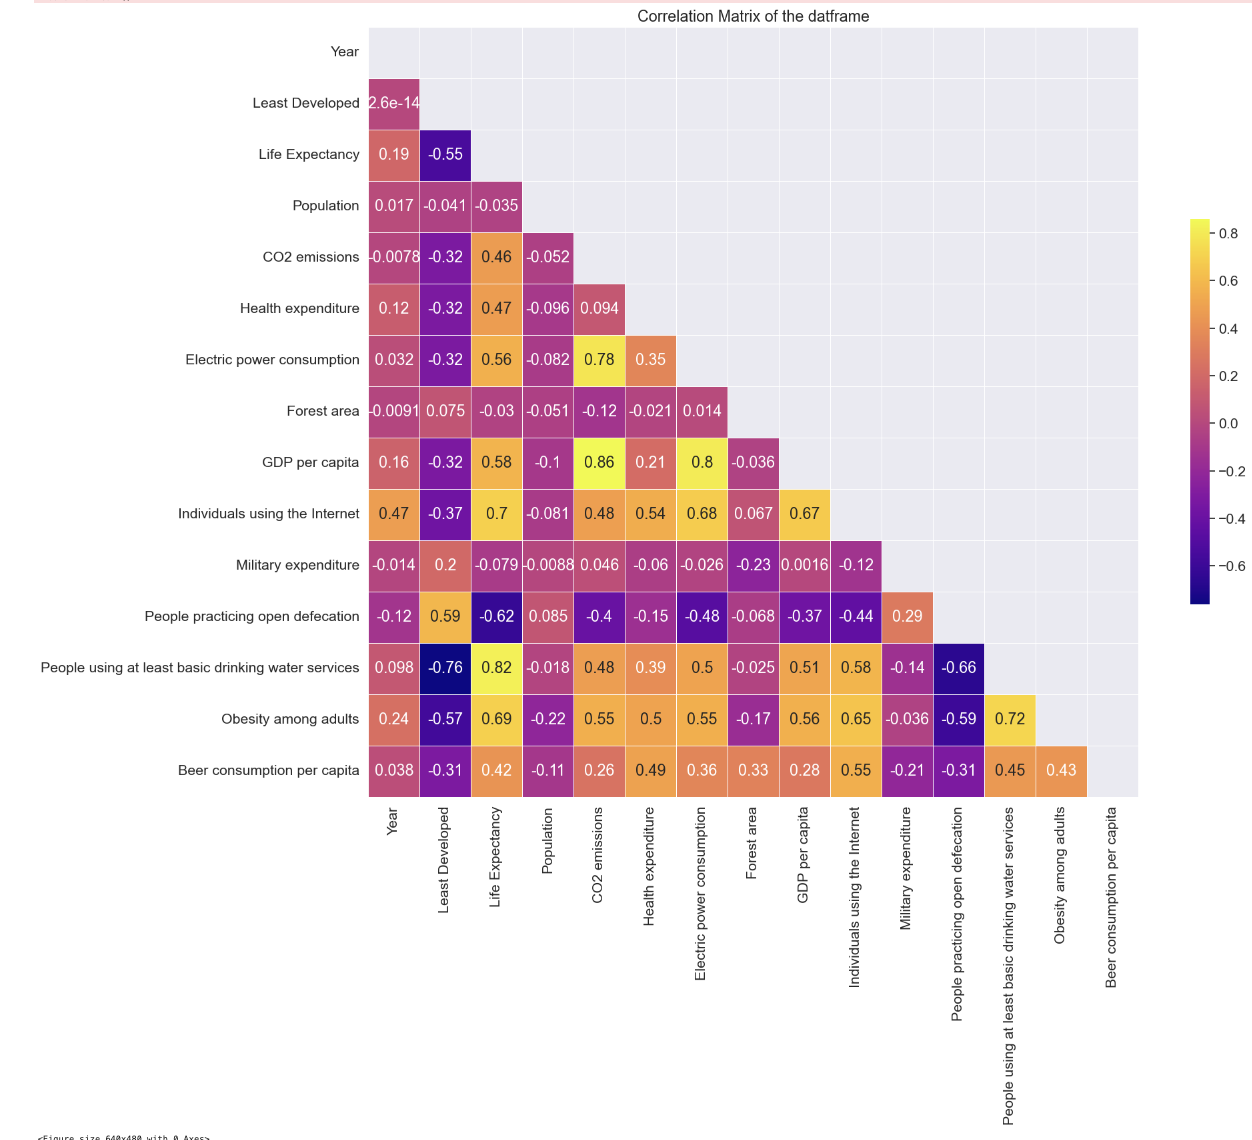 Correlation Matrix of the datframe
Year
Least Developed 2.6e-14
Life Expectancy 0.19 -0.55
Population 0.017 -0.041 -0.035
CO2 emissions -0.0078 -0.32 0.46 -0.052
Health expenditure 0.12 -0.32 0.47 -0.096 0.094
Electric power consumption 0.032 -0.32 0.56 -0.082 0.78 0.35
Forest area -0.0091 0.075 -0.03 -0.051 -0.12 -0.021 0.014
GDP per capita 0.16 -0.32 0.58 -0.1 0.86 0.21 0.8 -0.036
Individuals using the Internet 0.47 -0.37 0.7 -0.081 0.48 0.54 0.68 0.067 0.67
Military expenditure -0.014 0.2 -0.079 -0.0088 0.046 -0.06 -0.026 -0.23 0.0016 -0.12
People practicing open defecation -0.12 0.59 -0.62 0.085 -0.4 -0.15 -0.48 -0.068 -0.37 -0.44 0.29
People using at least basic drinking water services 0.098 -0.76 0.82 -0.018 0.48 0.39 0.5 -0.025 0.51 0.58 -0.14 -0.66
Obesity among adults 0.24 -0.57 0.69 -0.22 0.55 0.5 0.55 -0.17 0.56 0.65 -0.036 -0.59 0.72
Beer consumption per capita 0.038 -0.31 0.42 -0.11 0.26 0.49 0.36 0.33 0.28 0.55 -0.21 -0.31 0.45 0.43
Year
Least Developed
Life Expectancy
Population
CO2 emissions
Health expenditure
Electric power consumption
Forest area
GDP per capita
Individuals using the Internet
Military expenditure
People practicing open defecation
People using at least basic drinking water services
Obesity among adults
Beer consumption per capita
0.8
0.6
0.4
0.2
0.0
−0.2
−0.4
−0.6
<Figure size 640x480 with 0 Axes>